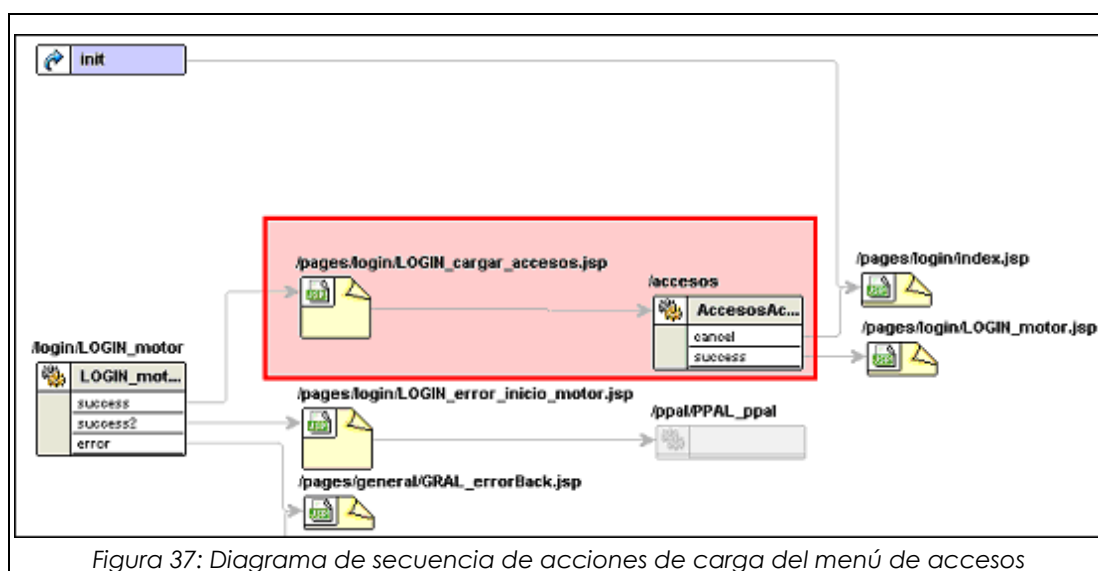 init
/pages/login/LOGIN_cargar_accesos.jsp
/accesos
AccesosAc...
cancel
success
/pages/login/index.jsp
/pages/login/LOGIN_motor.jsp
/login/LOGIN_motor
LOGIN_mot...
success
success2
error
/pages/login/LOGIN_error_inicio_motor.jsp
/ppal/PPAL_ppal
/pages/general/GRAL_errorBack.jsp
Figura 37: Diagrama de secuencia de acciones de carga del menú de accesos